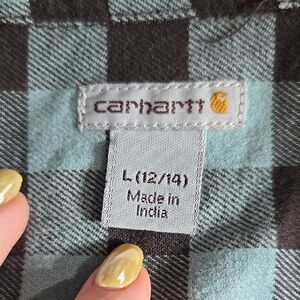 carhartt
L (12/14)
Made in
India